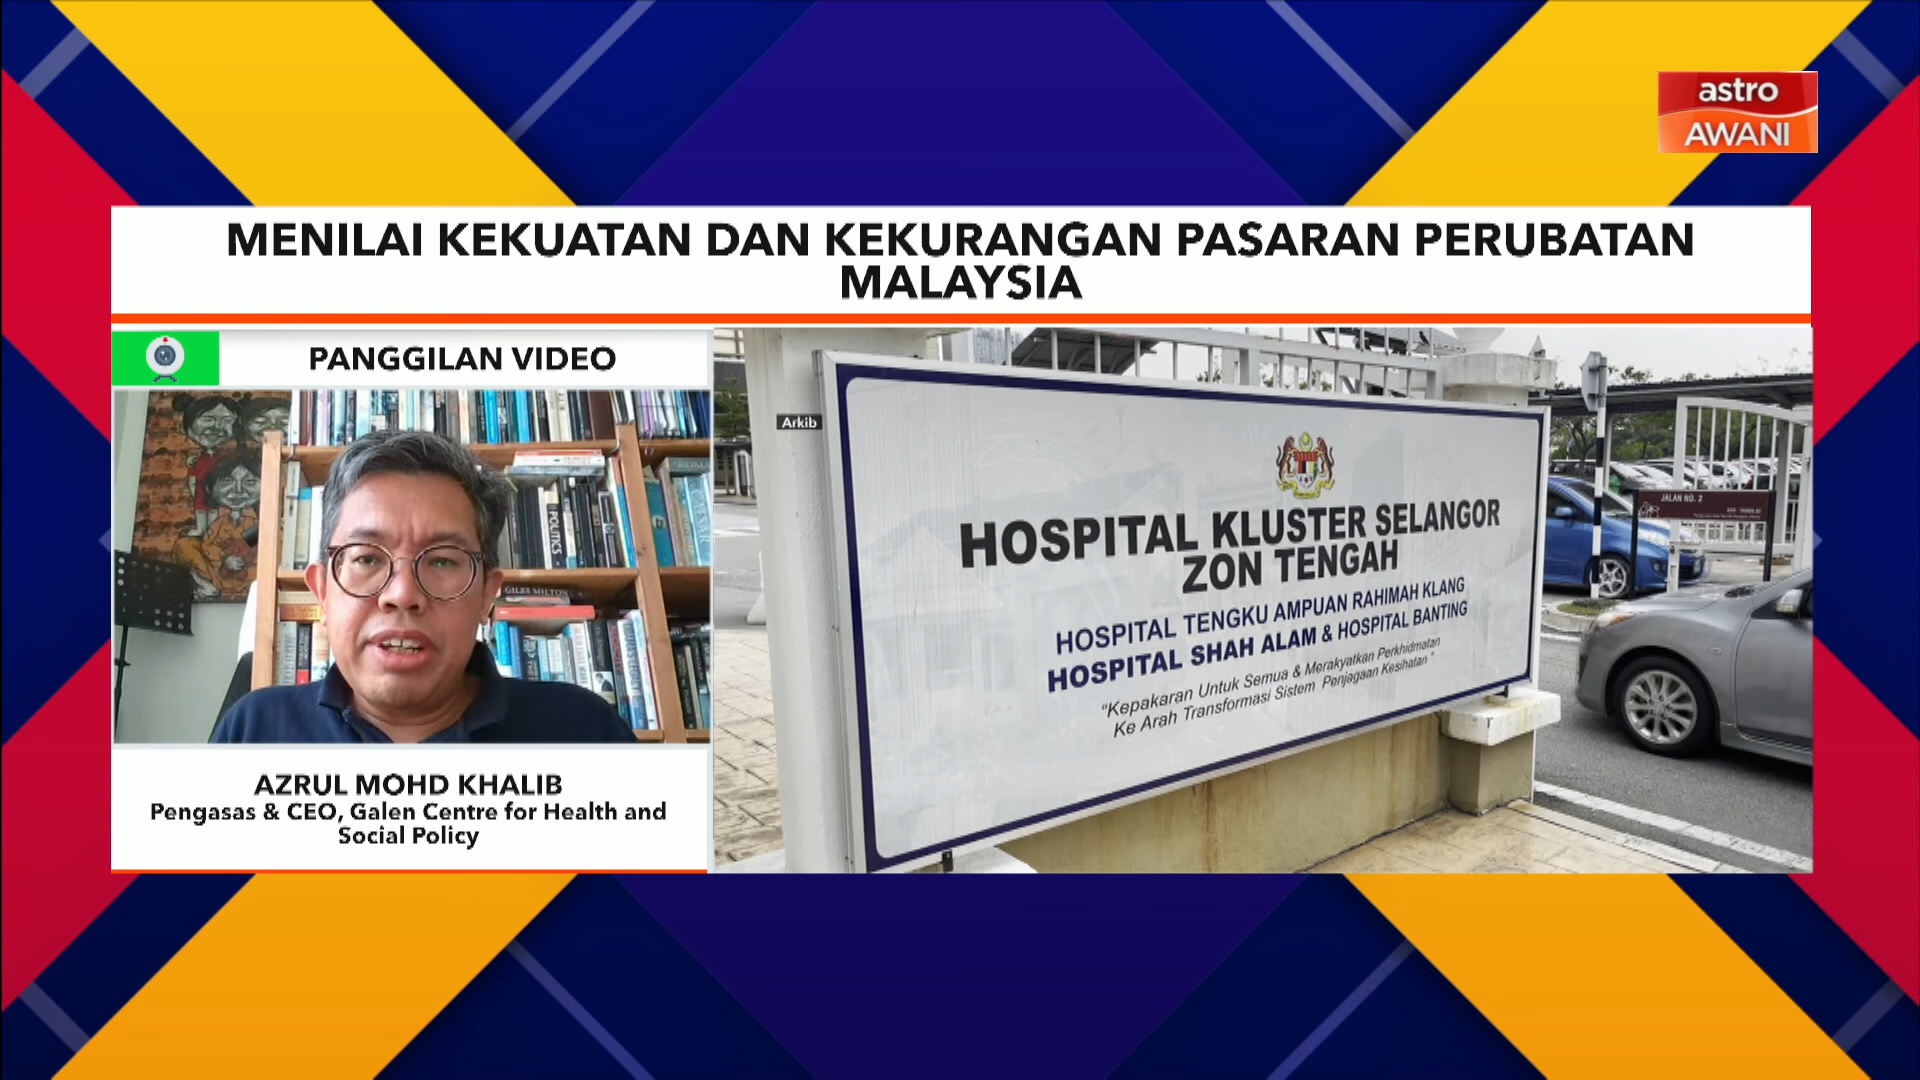 astro
AWANI
MENILAI KEKUATAN DAN KEKURANGAN PASARAN PERUBATAN
MALAYSIA
PANGGILAN VIDEO
POLITICS
GILES MILTON
AZRUL MOHD KHALIB
Pengasas & CEO, Galen Centre for Health and
Social Policy
Arkib
HOSPITAL KLUSTER SELANGOR
ZON TENGAH
HOSPITAL TENGKU AMPUAN RAHIMAH KLANG
HOSPITAL SHAH ALAM & HOSPITAL BANTING
"Kepakaran Untuk Semua & Merakyatkan Perkhidmatan
Ke Arah Transformasi Sistem Penjagaan Kesihatan"
JALAN NO. 2